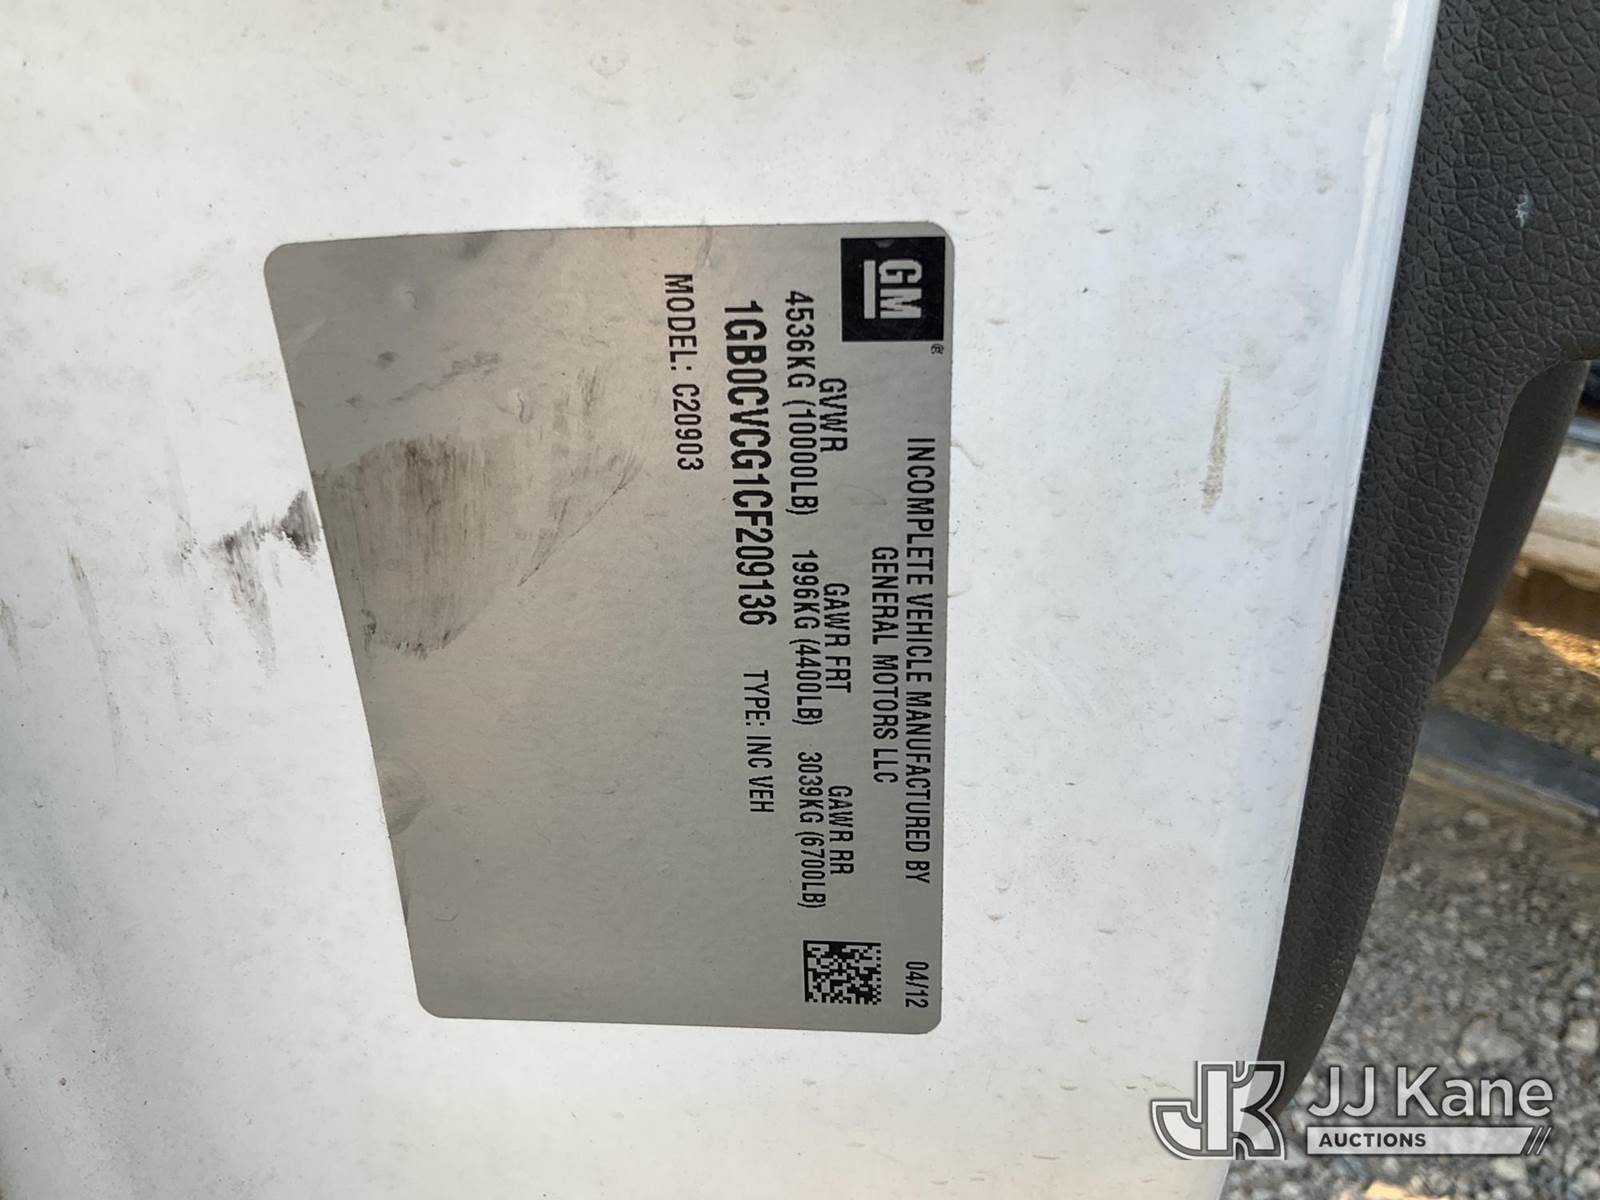 GM ®
INCOMPLETE VEHICLE MANUFACTURED BY 04/12
GENERAL MOTORS LLC
GVWR GAWR FRT GAWR RR
4536KG (10000LB) 1996KG (4400LB) 3039KG (6700LB)
1GB0CVCG1CF209136 TYPE: INC VEH
MODEL: C20903
JK JJ Kane
AUCTIONS